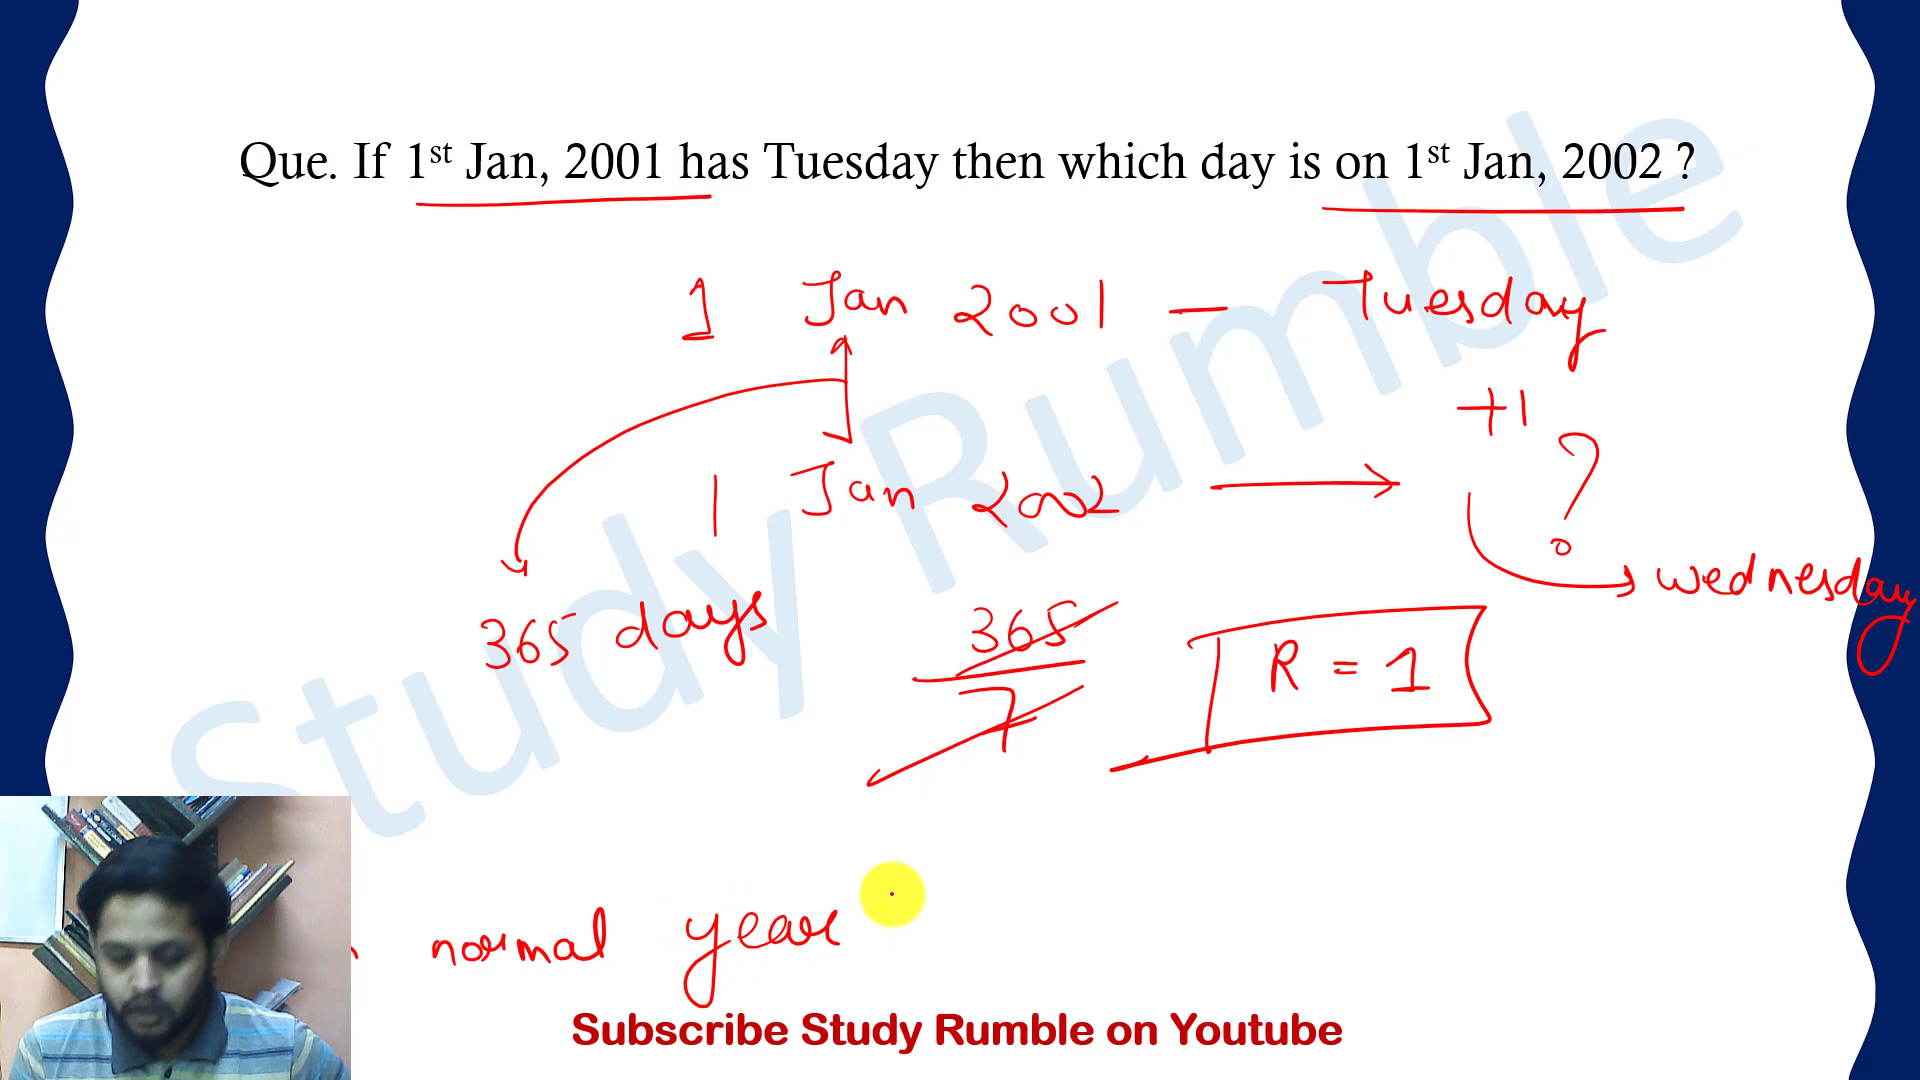 Que. If 1st Jan, 2001 has Tuesday then which day is on 1st Jan, 2002 ?
1 Jan 2001 — Tuesday
+1
1 Jan 2002 → ?
wednesday
365 days
365
7
R = 1
normal year
Study Rumble
Subscribe Study Rumble on Youtube